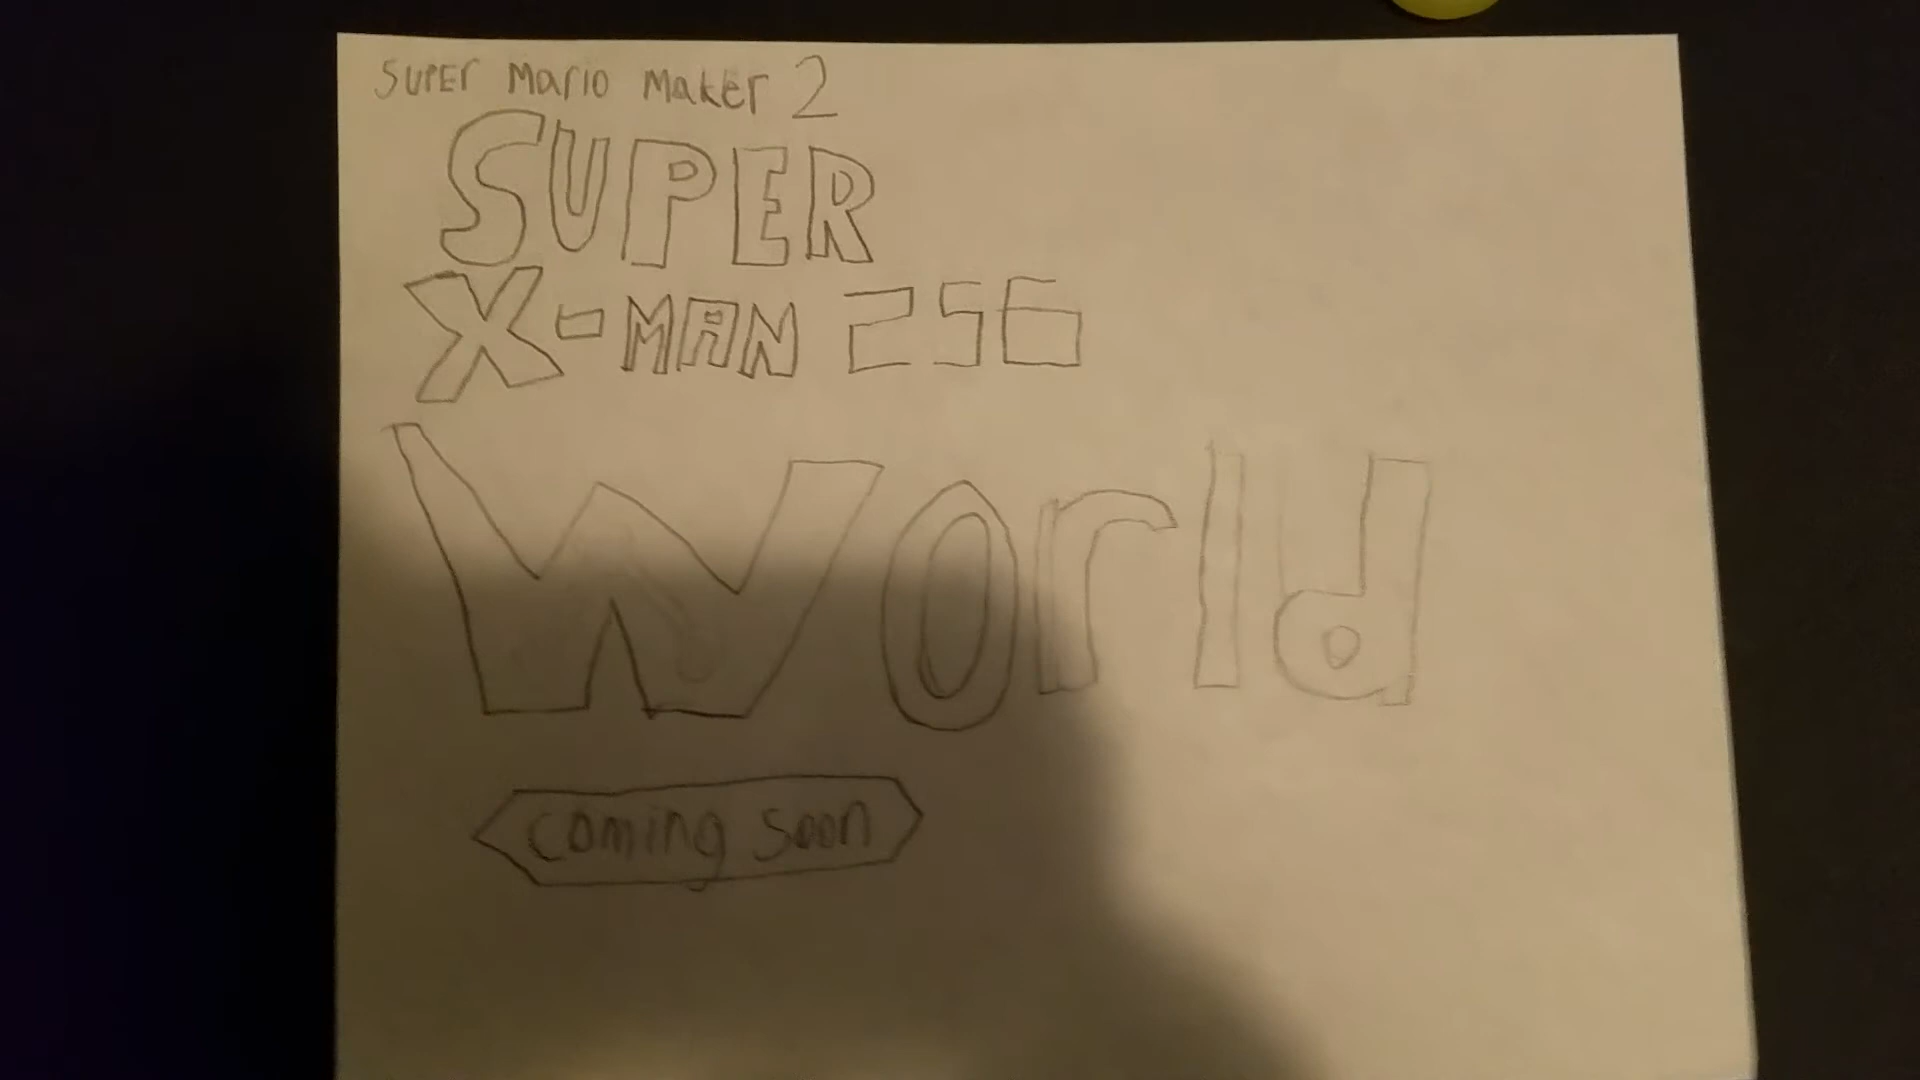 SUPEr Mario Maker 2
SUPER
X-MAN 256
World
coming soon